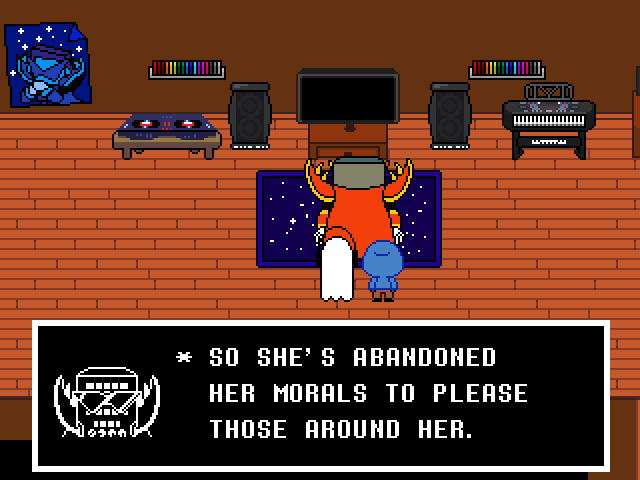 * SO SHE'S ABANDONED
HER MORALS TO PLEASE
THOSE AROUND HER.